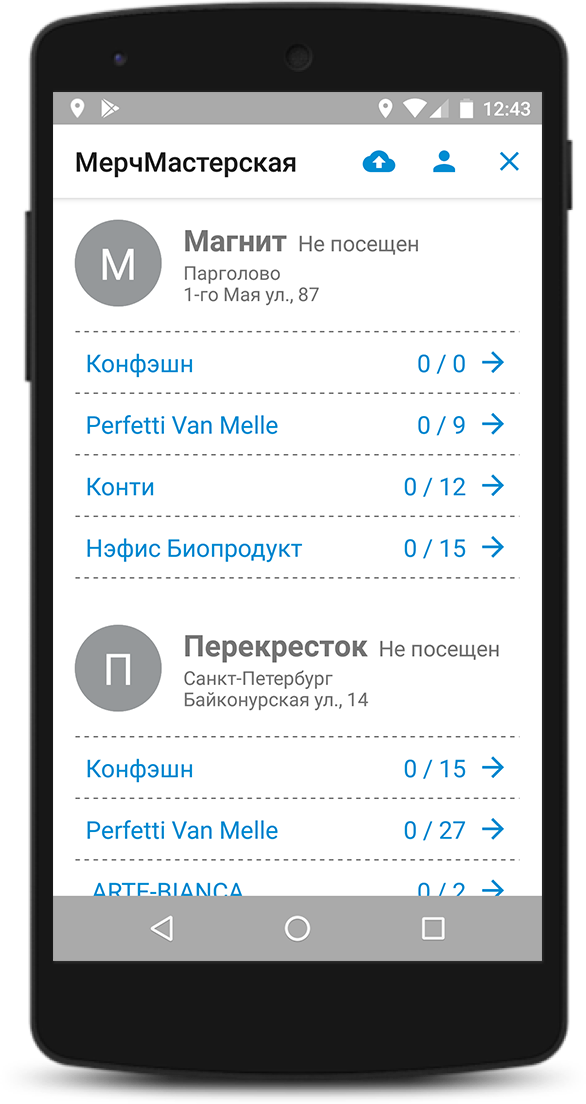 12:43
МерчМастерская
М
Магнит Не посещен
Парголово
1-го Мая ул., 87
Конфэшн 0 / 0
Perfetti Van Melle 0 / 9
Конти 0 / 12
Нэфис Биопродукт 0 / 15
П
Перекресток Не посещен
Санкт-Петербург
Байконурская ул., 14
Конфэшн 0 / 15
Perfetti Van Melle 0 / 27
ARTE-BIANCA 0 / 2